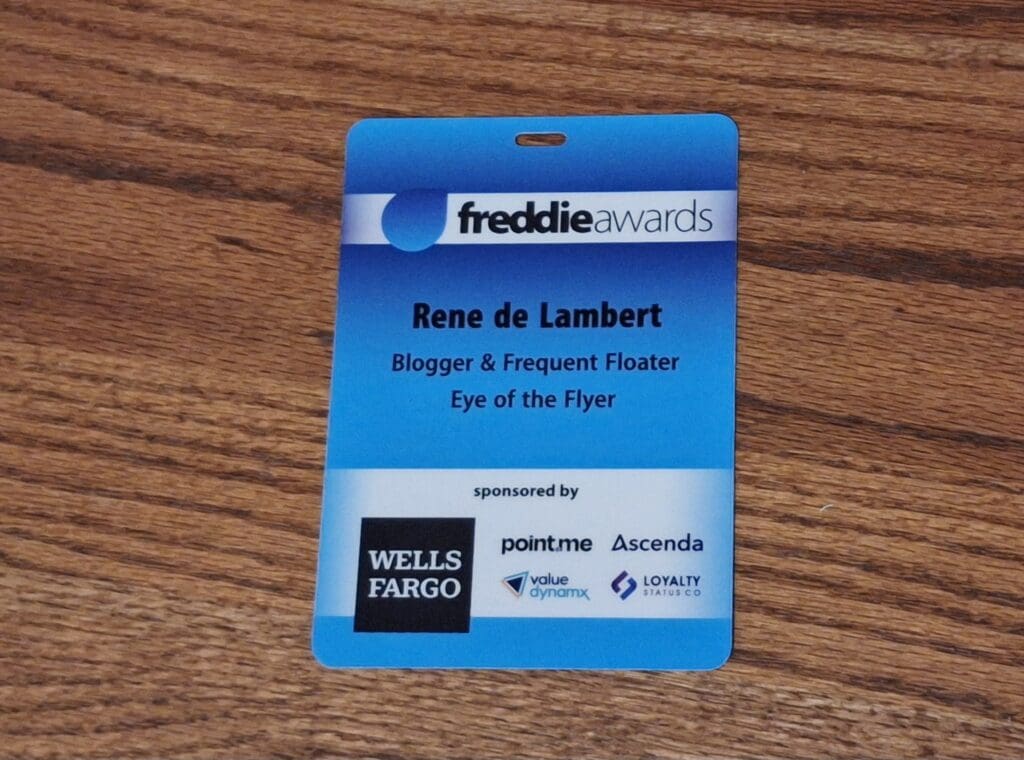 freddieawards
Rene de Lambert
Blogger & Frequent Floater
Eye of the Flyer
sponsored by
WELLS
FARGO
point.me
Ascenda
value
dynamx
LOYALTY
STATUS CO